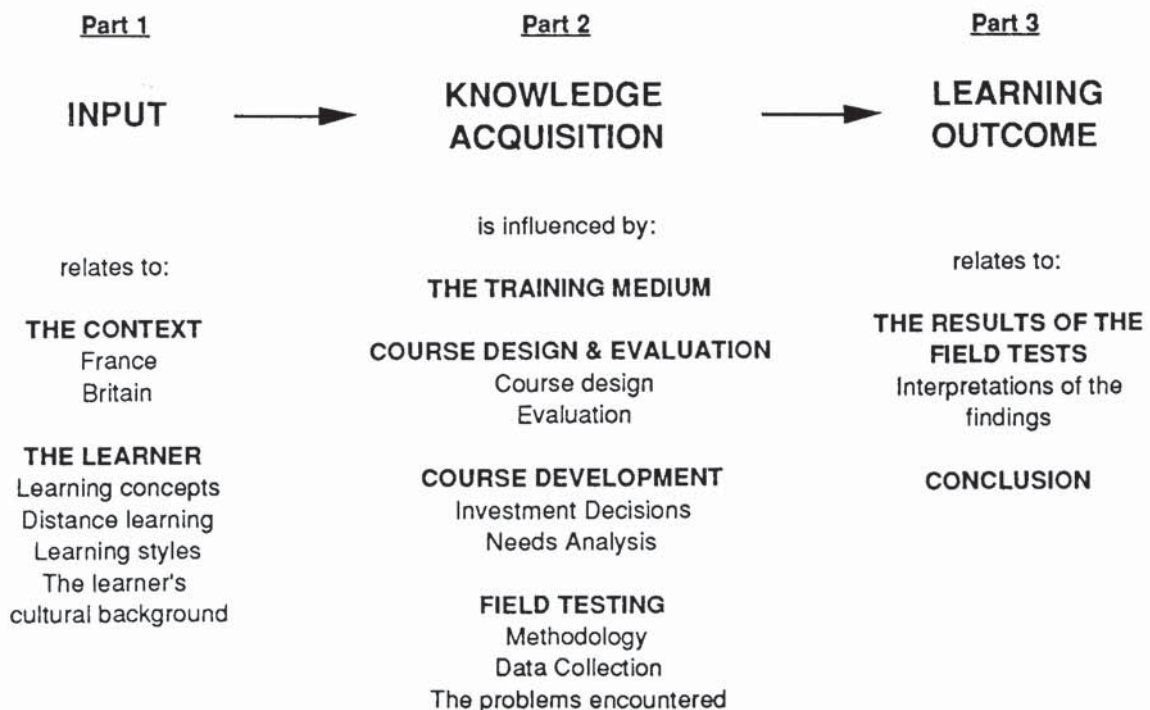 Part 1
INPUT
relates to:
THE CONTEXT
France
Britain
THE LEARNER
Learning concepts
Distance learning
Learning styles
The learner's
cultural background
Part 2
KNOWLEDGE
ACQUISITION
is influenced by:
THE TRAINING MEDIUM
COURSE DESIGN & EVALUATION
Course design
Evaluation
COURSE DEVELOPMENT
Investment Decisions
Needs Analysis
FIELD TESTING
Methodology
Data Collection
The problems encountered
Part 3
LEARNING
OUTCOME
relates to:
THE RESULTS OF THE
FIELD TESTS
Interpretations of the
findings
CONCLUSION